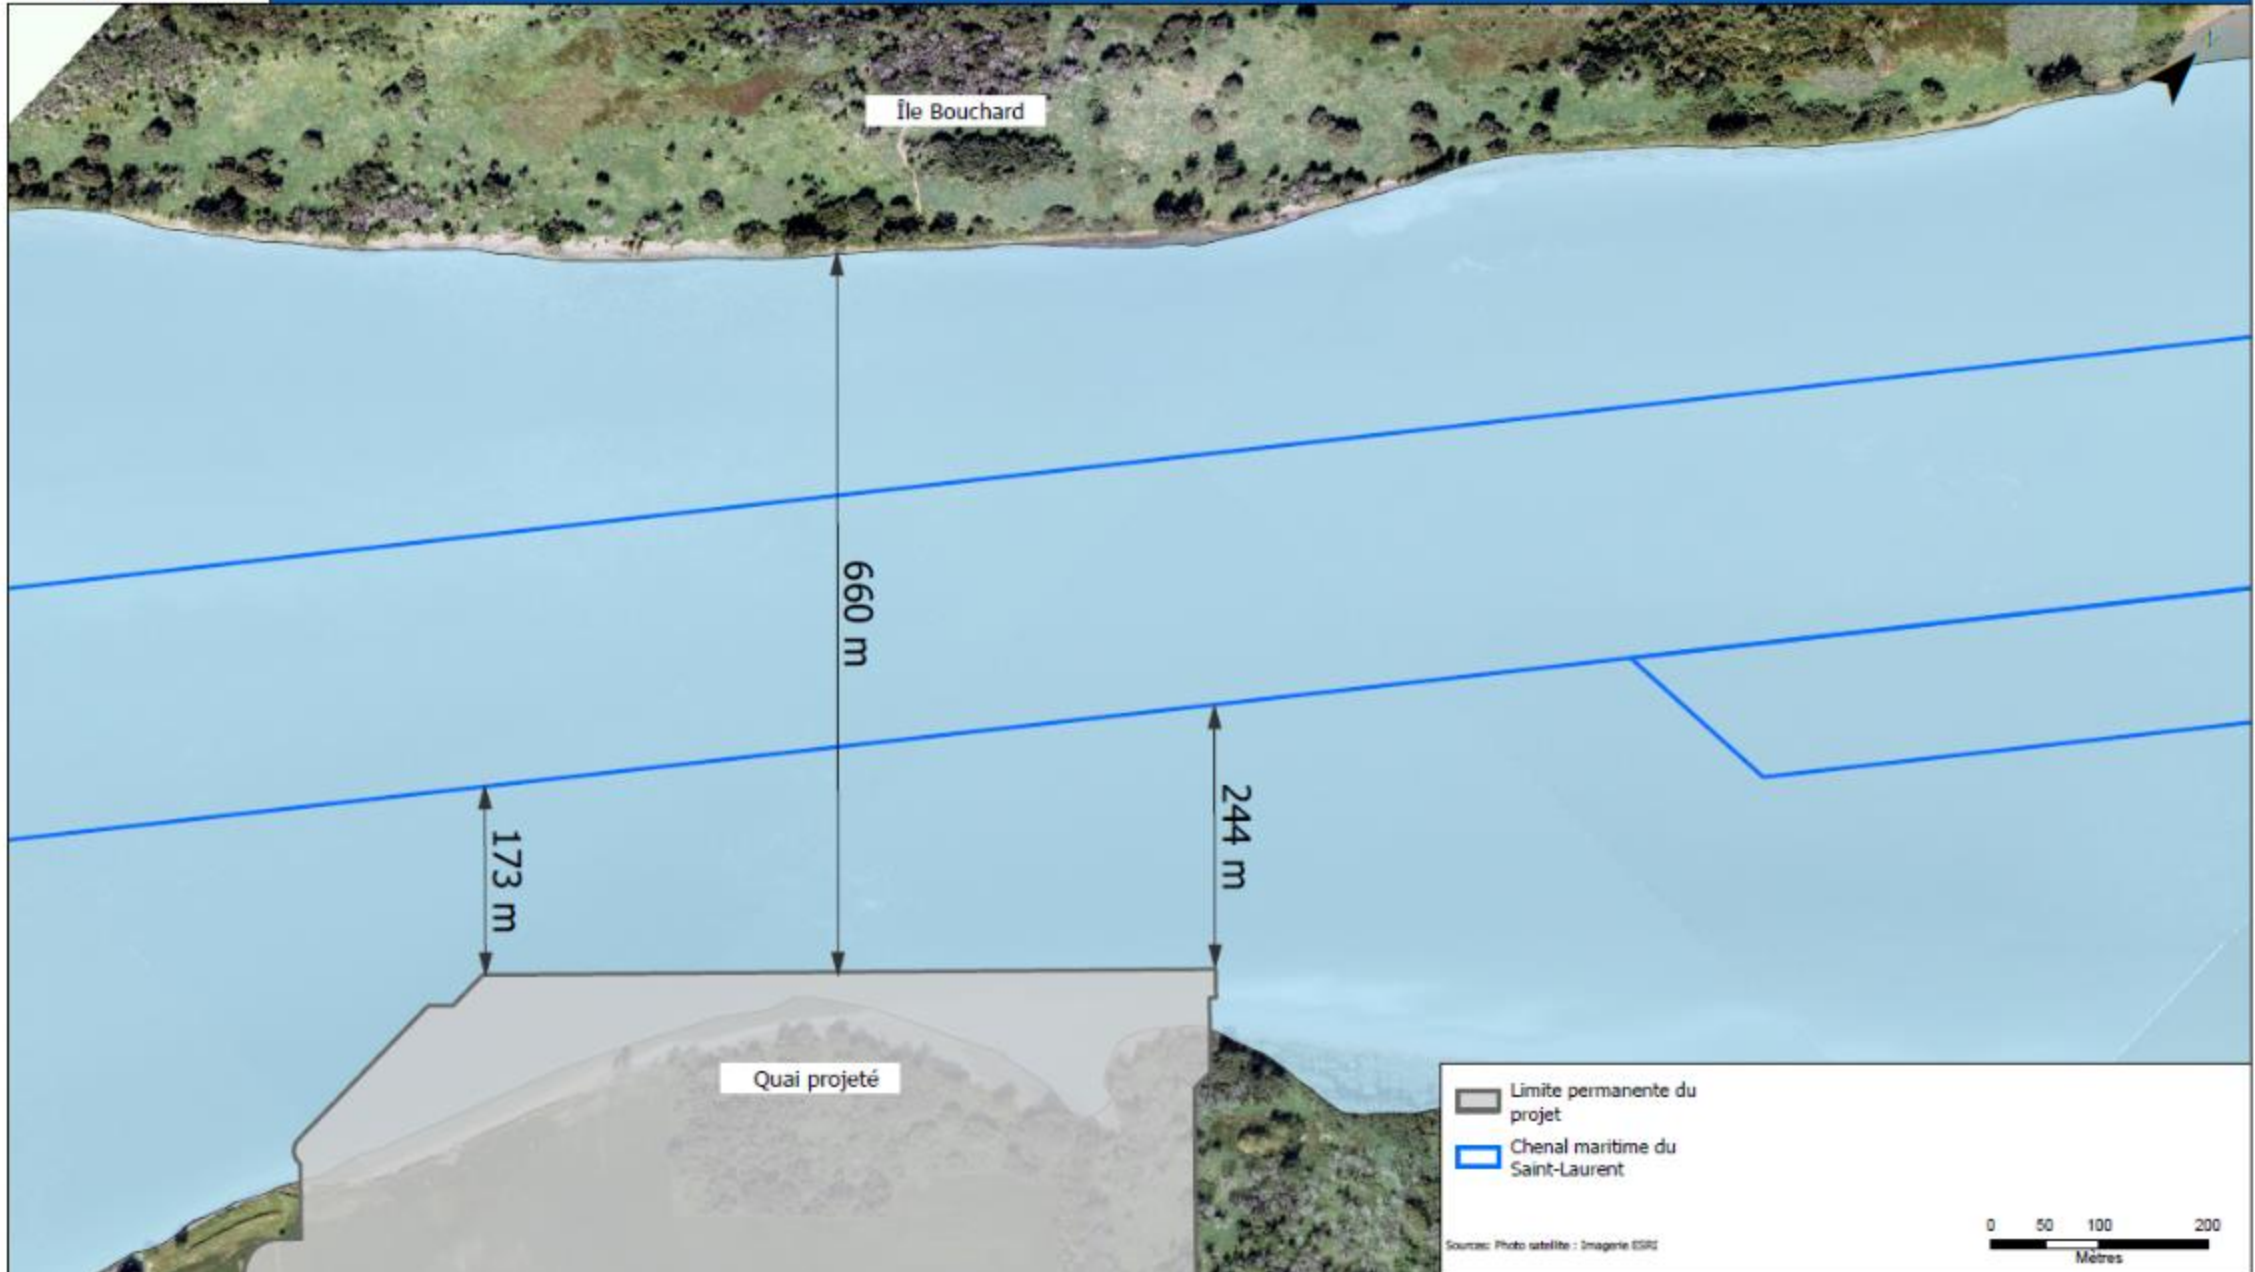 Île Bouchard
660 m
173 m
244 m
Quai projeté
Limite permanente du
projet
Chenal maritime du
Saint-Laurent
Sources: Photo satellite : Imagerie ESRI
0 50 100 200
Mètres